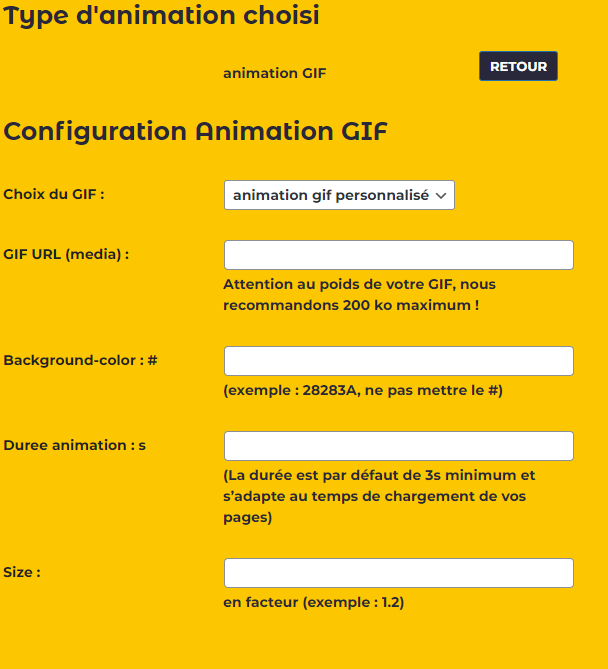 Type d'animation choisi
animation GIF
RETOUR
Configuration Animation GIF
Choix du GIF :
animation gif personnalisé
GIF URL (media) :
Attention au poids de votre GIF, nous
recommandons 200 ko maximum !
Background-color : #
(exemple : 28283A, ne pas mettre le #)
Duree animation : s
(La durée est par défaut de 3s minimum et
s’adapte au temps de chargement de vos
pages)
Size :
en facteur (exemple : 1.2)